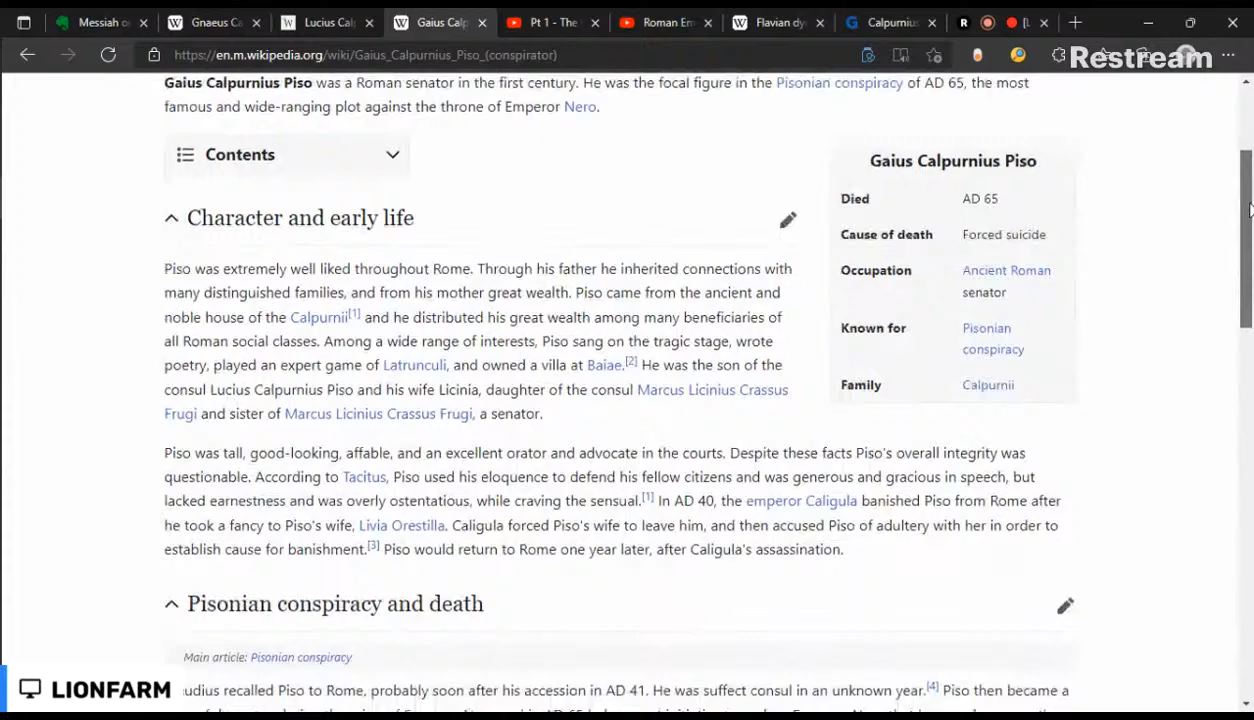 Messiah o
Gnaeus Ca
Lucius Cal
Gaius Calp
Pt 1 - The
Roman Em
Flavian dy
Calpurnius
https://en.m.wikipedia.org/wiki/Gaius_Calpurnius_Piso_(conspirator)
Restream
Gaius Calpurnius Piso was a Roman senator in the first century. He was the focal figure in the Pisonian conspiracy of AD 65, the most
famous and wide-ranging plot against the throne of Emperor Nero.
Contents
Gaius Calpurnius Piso
Died AD 65
Cause of death Forced suicide
Occupation Ancient Roman
senator
Known for Pisonian
conspiracy
Family Calpurnii
Character and early life
Piso was extremely well liked throughout Rome. Through his father he inherited connections with
many distinguished families, and from his mother great wealth. Piso came from the ancient and
noble house of the Calpurnii[1] and he distributed his great wealth among many beneficiaries of
all Roman social classes. Among a wide range of interests, Piso sang on the tragic stage, wrote
poetry, played an expert game of Latrunculi, and owned a villa at Baiae.[2] He was the son of the
consul Lucius Calpurnius Piso and his wife Licinia, daughter of the consul Marcus Licinius Crassus
Frugi and sister of Marcus Licinius Crassus Frugi, a senator.
Piso was tall, good-looking, affable, and an excellent orator and advocate in the courts. Despite these facts Piso's overall integrity was
questionable. According to Tacitus, Piso used his eloquence to defend his fellow citizens and was generous and gracious in speech, but
lacked earnestness and was overly ostentatious, while craving the sensual.[1] In AD 40, the emperor Caligula banished Piso from Rome after
he took a fancy to Piso's wife, Livia Orestilla. Caligula forced Piso's wife to leave him, and then accused Piso of adultery with her in order to
establish cause for banishment.[3] Piso would return to Rome one year later, after Caligula's assassination.
Pisonian conspiracy and death
Main article: Pisonian conspiracy
udius recalled Piso to Rome, probably soon after his accession in AD 41. He was suffect consul in an unknown year.[4] Piso then became a
LIONFARM